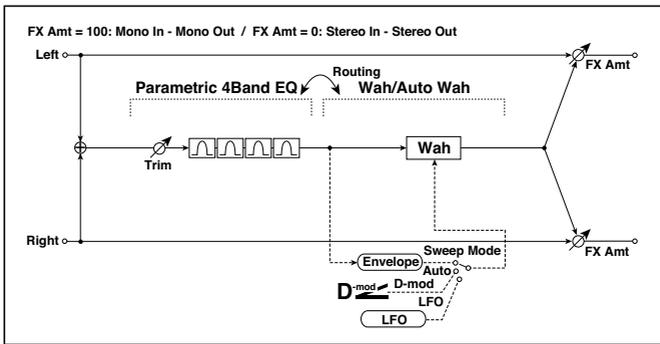 FX Amt = 100: Mono In - Mono Out / FX Amt = 0: Stereo In - Stereo Out
Left
FX Amt
Routing
Parametric 4Band EQ
Wah/Auto Wah
Trim
Wah
Right
FX Amt
Sweep Mode
Envelope
Auto
D-mod
D-mod
LFO
LFO